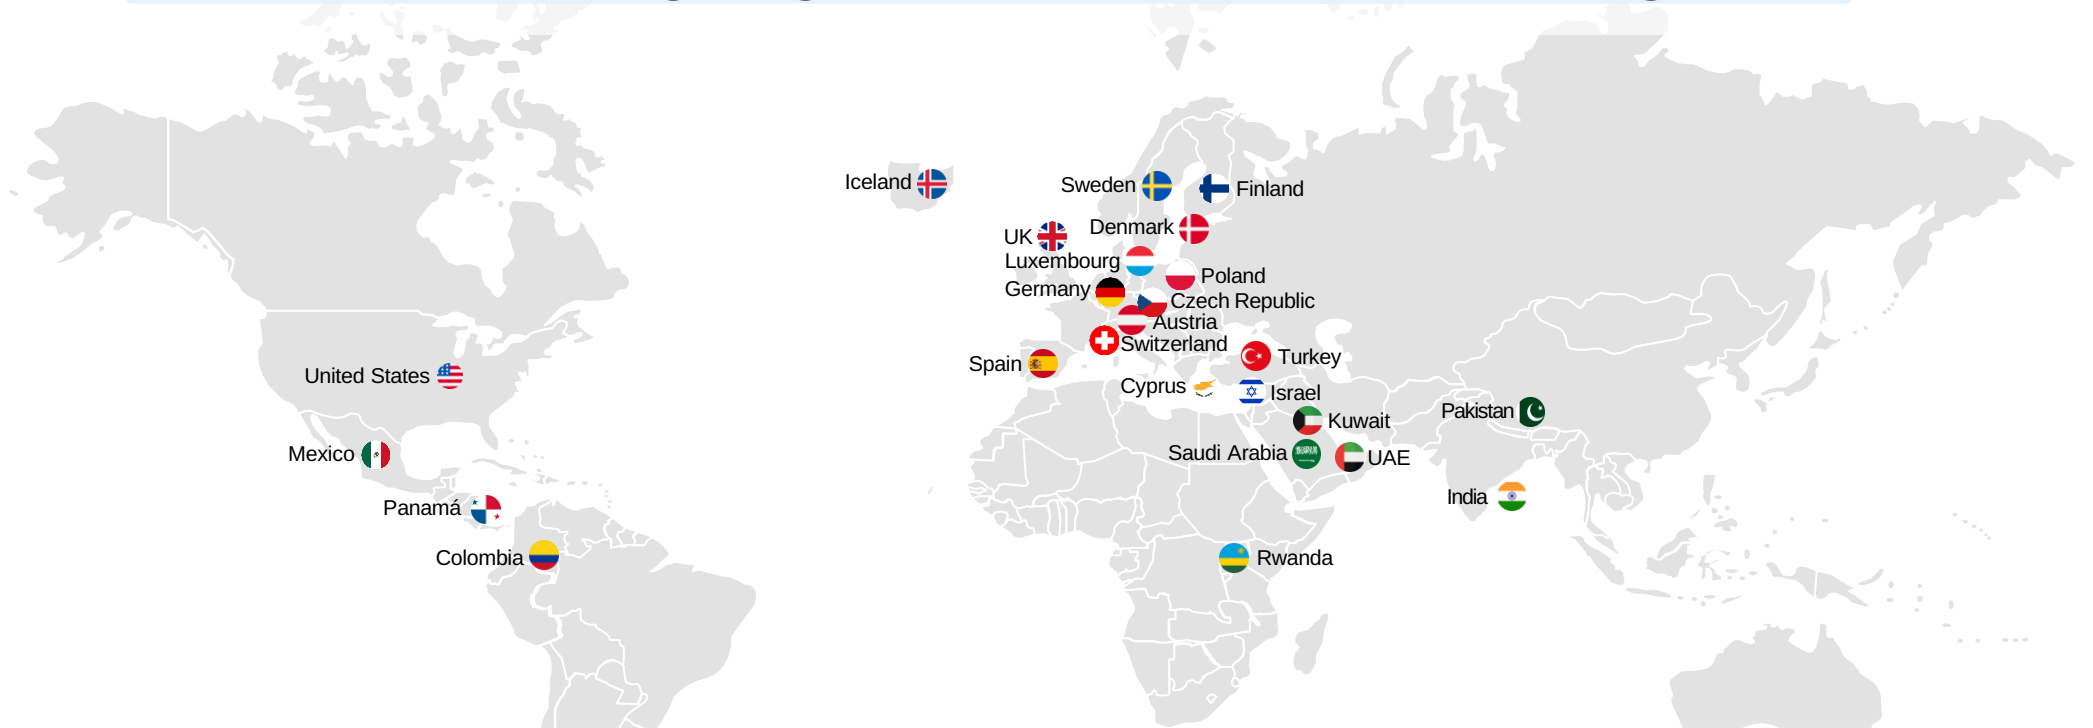 Iceland
Sweden
Finland
UK
Denmark
Luxembourg
Poland
Germany
Czech Republic
Austria
Switzerland
Spain
Turkey
United States
Cyprus
Israel
Pakistan
Kuwait
Mexico
Saudi Arabia
UAE
India
Panamá
Colombia
Rwanda